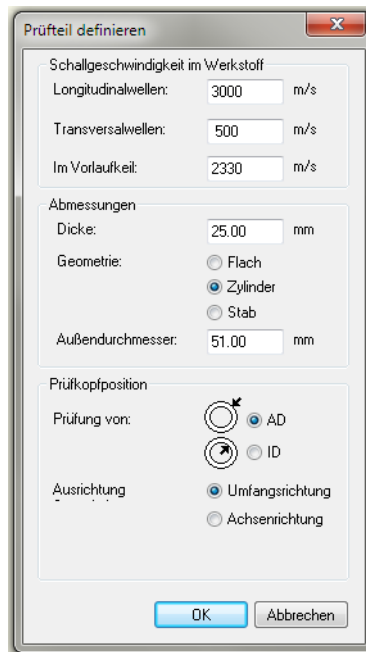 Prüfteil definieren
Schallgeschwindigkeit im Werkstoff
Longitudinalwellen: 3000 m/s
Transversalwellen: 500 m/s
Im Vorlaufkeil: 2330 m/s
Abmessungen
Dicke: 25.00 mm
Geometrie: Flach
Zylinder
Stab
Außendurchmesser: 51.00 mm
Prüfkopfposition
Prüfung von: AD
ID
Ausrichtung Umfangsrichtung
Achsenrichtung
OK Abbrechen